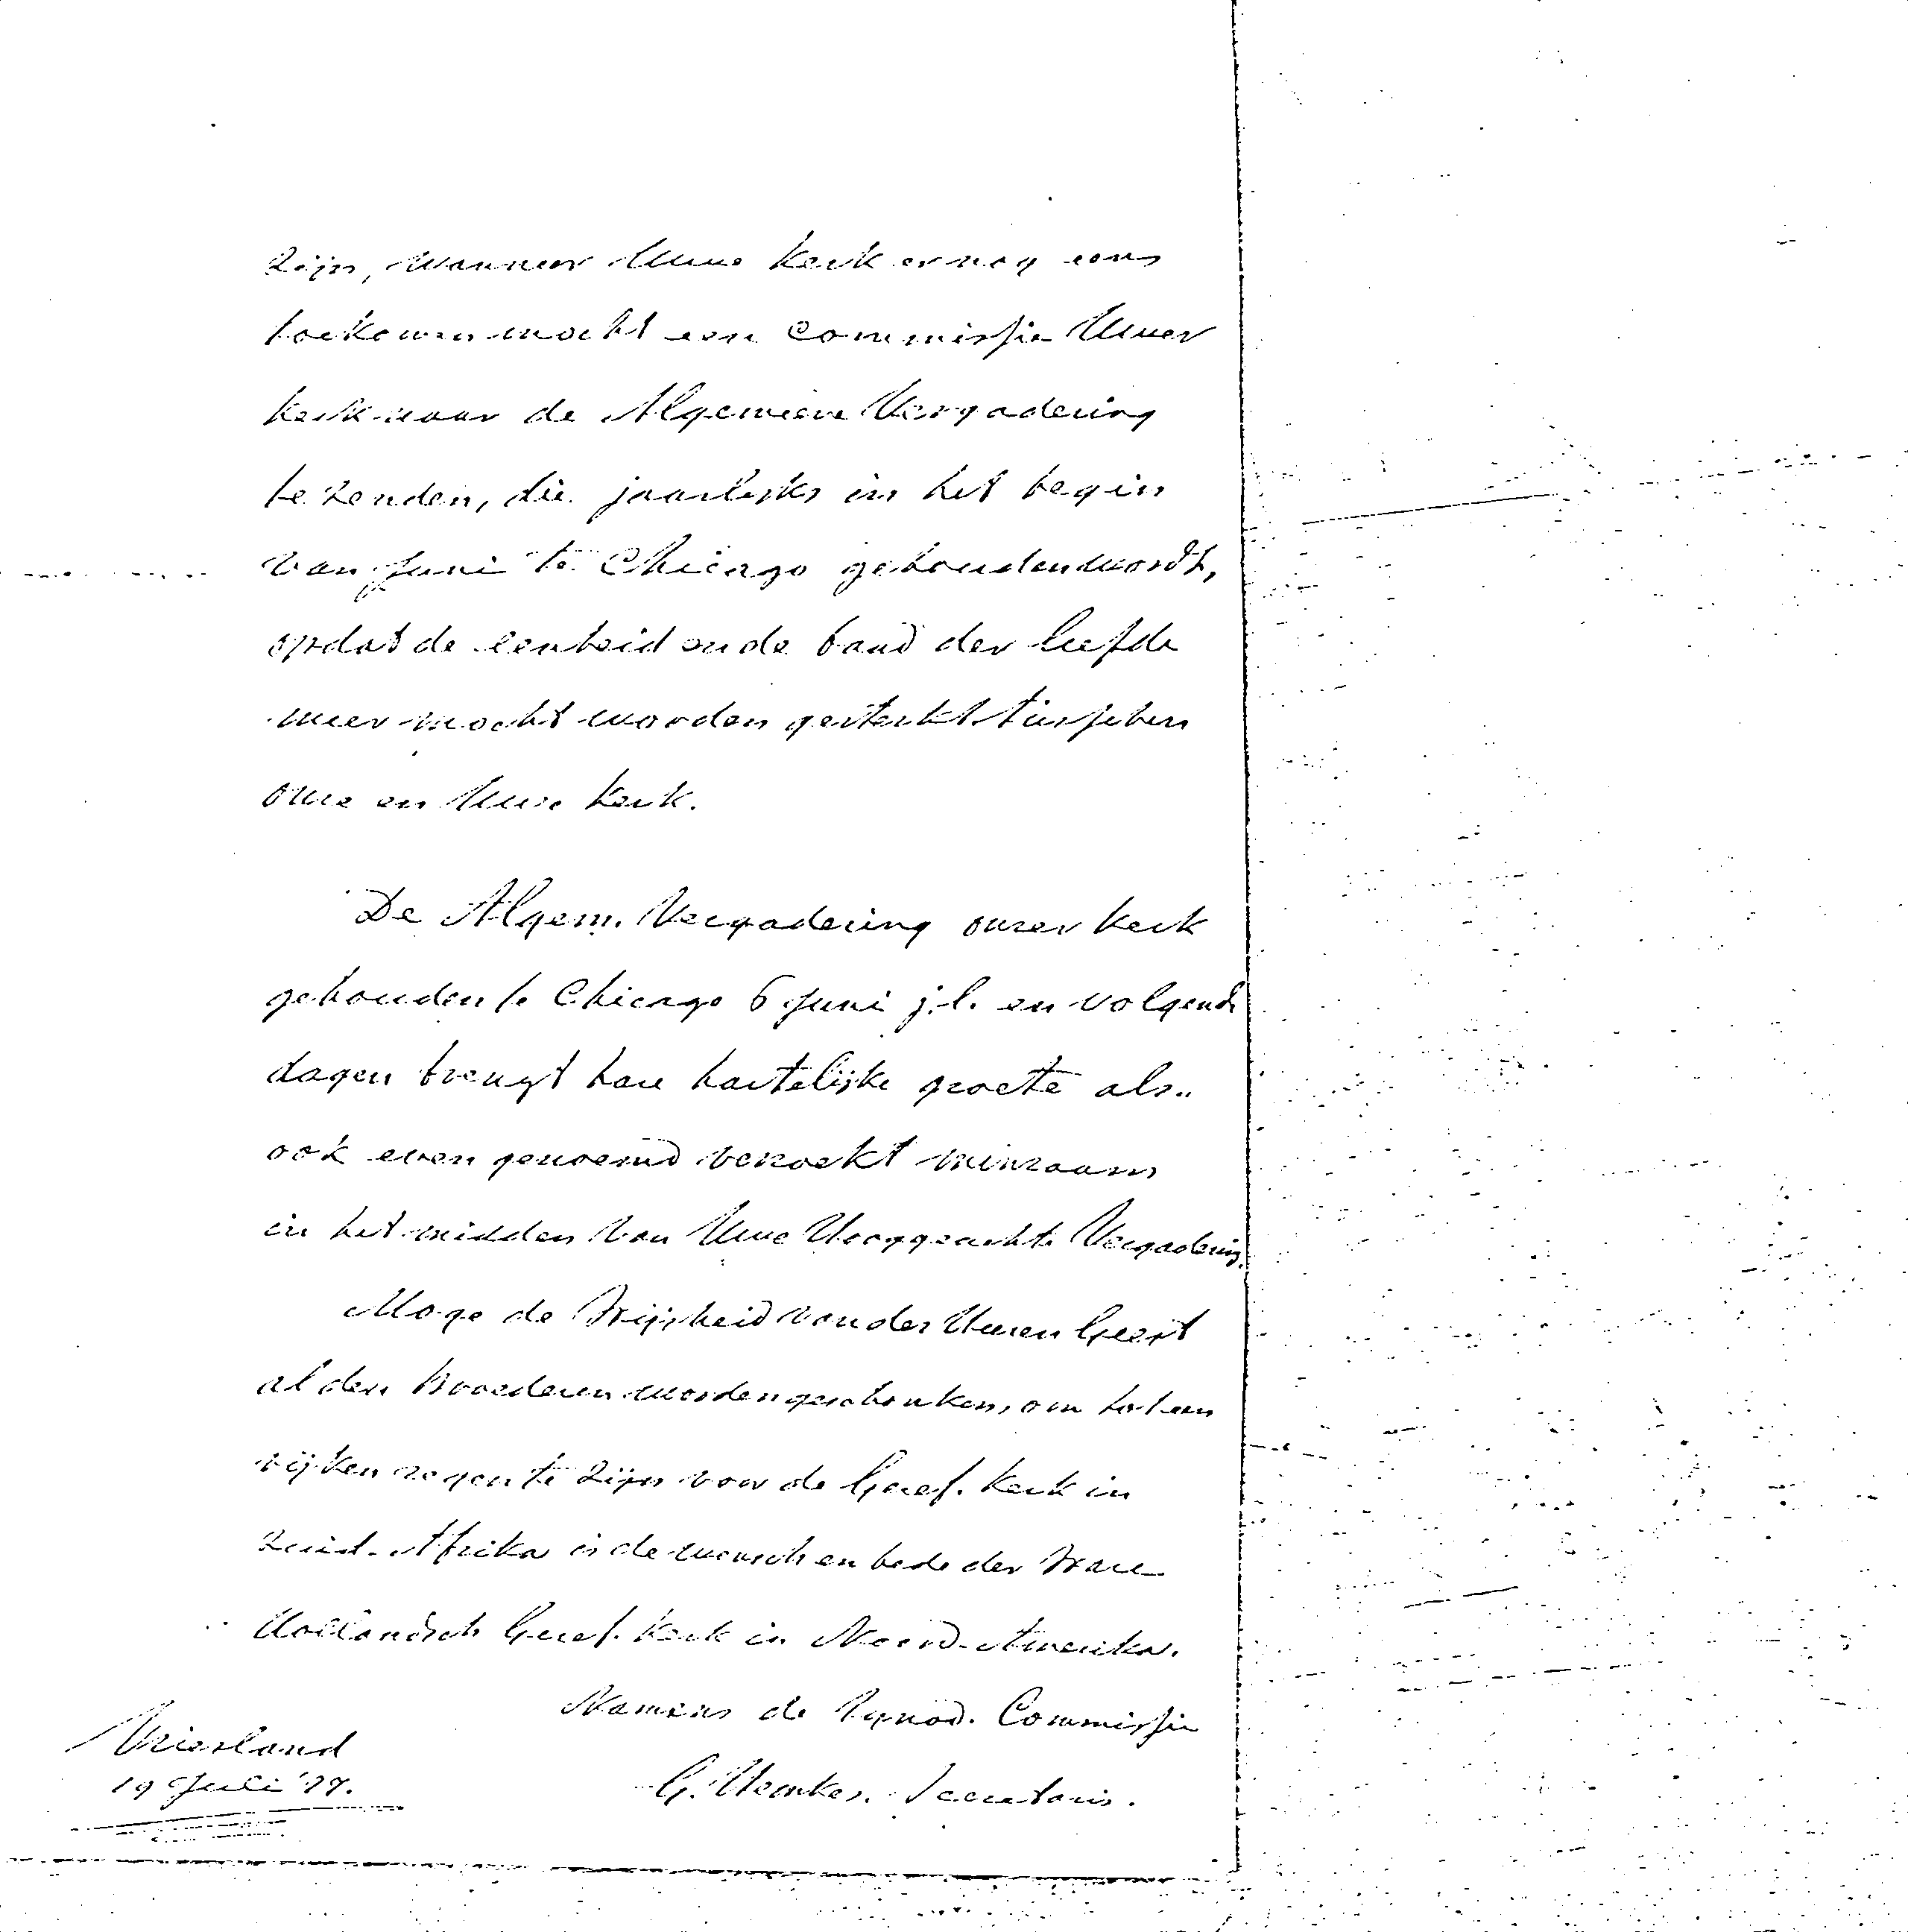 zijn, wanneer Uwe Kerk er nog eens
toekomen mocht een Commissie Uwer
Kerk naar de Algemeene Vergadering
te zenden, die jaarlijks in het begin
van Juni te Chicago gehouden wordt,
opdat de eenheid en de band der liefde
meer mocht worden gesterkt tusschen
onze en Uwe Kerk.
De Algem. Vergadering onzer Kerk
gehouden te Chicago 6 Juni j.l. en volgende
dagen brengt hare hartelijke groete als..
ook even genoemd verzoekt minzaam
in het midden van Uwe Hooggeachte Vergadering.
Moge de Wijsheid van des Heeren Geest
al den Broederen worden geschonken, om tot een
rijken zegen te zijn voor de Geref. Kerk in
Zuid-Afrika is de wensch en bede der Ware
Hollandsch Geref. Kerk in Noord-Amerika.
Namens de Synod. Commissie
G. Hemkes. Secretaris.
Vriesland
19 Juli '77.